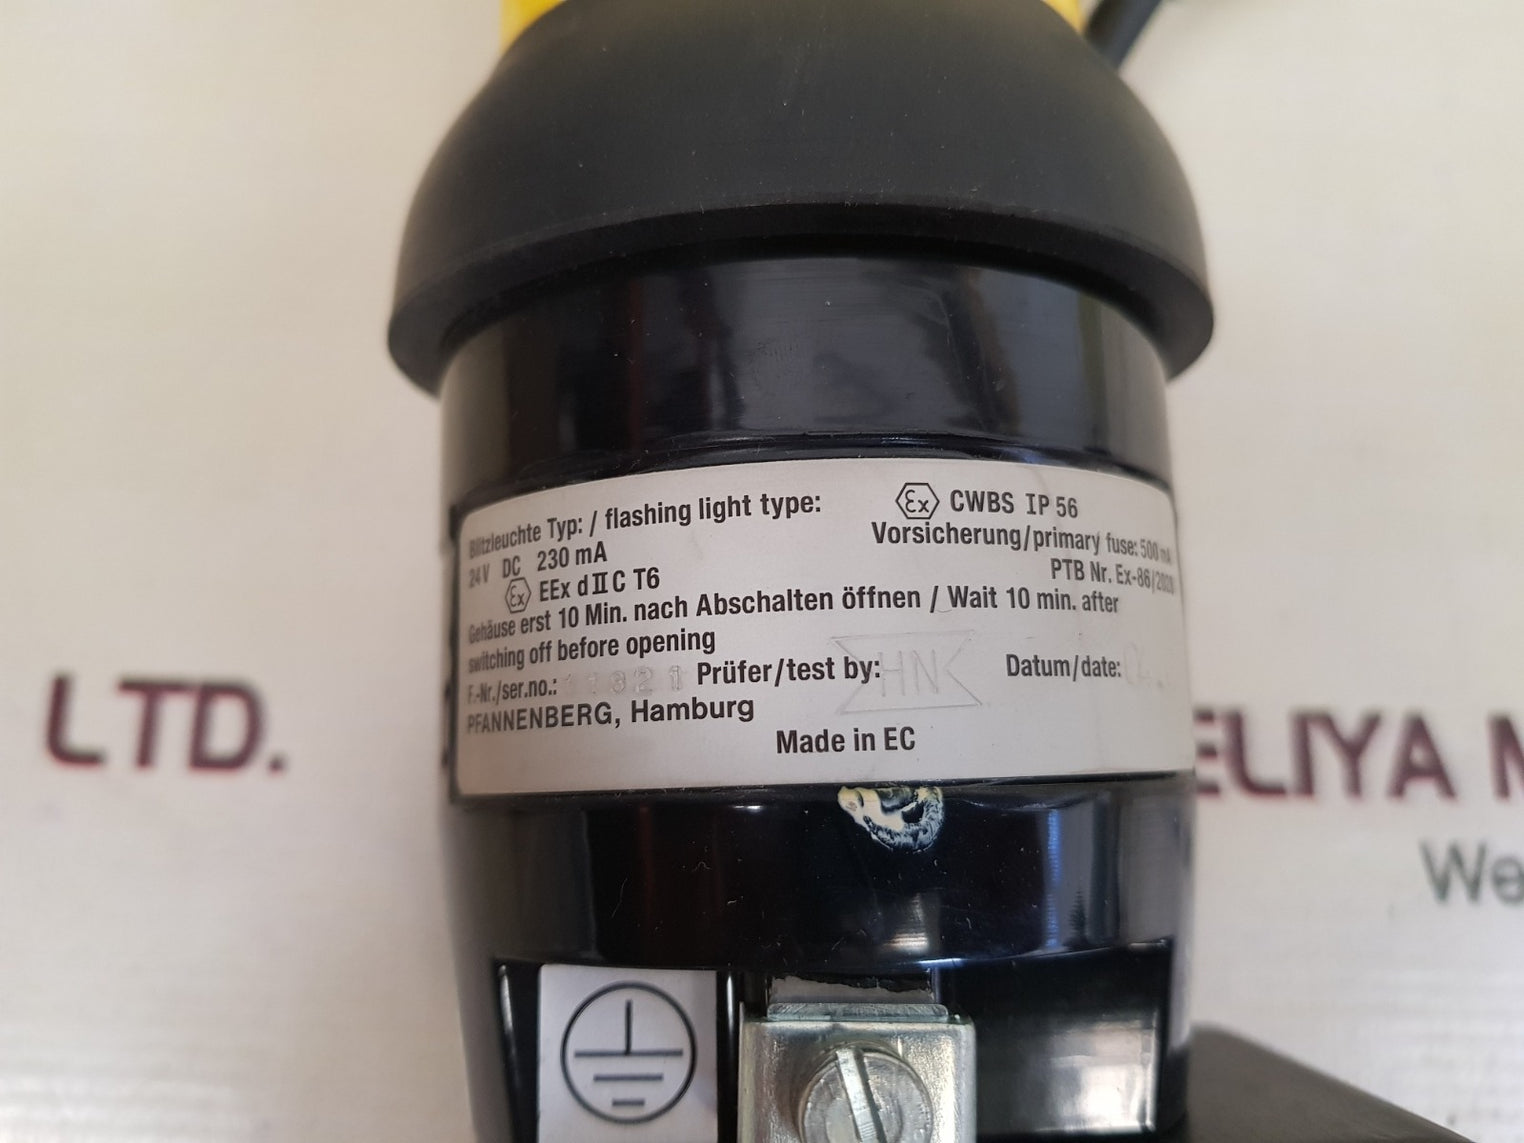 Blitzleuchte Typ: / flashing light type: Ex CWBS IP 56
24 V DC 230 mA Vorsicherung/primary fuse: 500 mA
Ex EEx d II C T6 PTB Nr. Ex-86/
Gehäuse erst 10 Min. nach Abschalten öffnen / Wait 10 min. after
switching off before opening
F.-Nr./ser.no.: Prüfer/test by: HN Datum/date:
PFANNENBERG, Hamburg
Made in EC
LTD.
ELIYA M
We